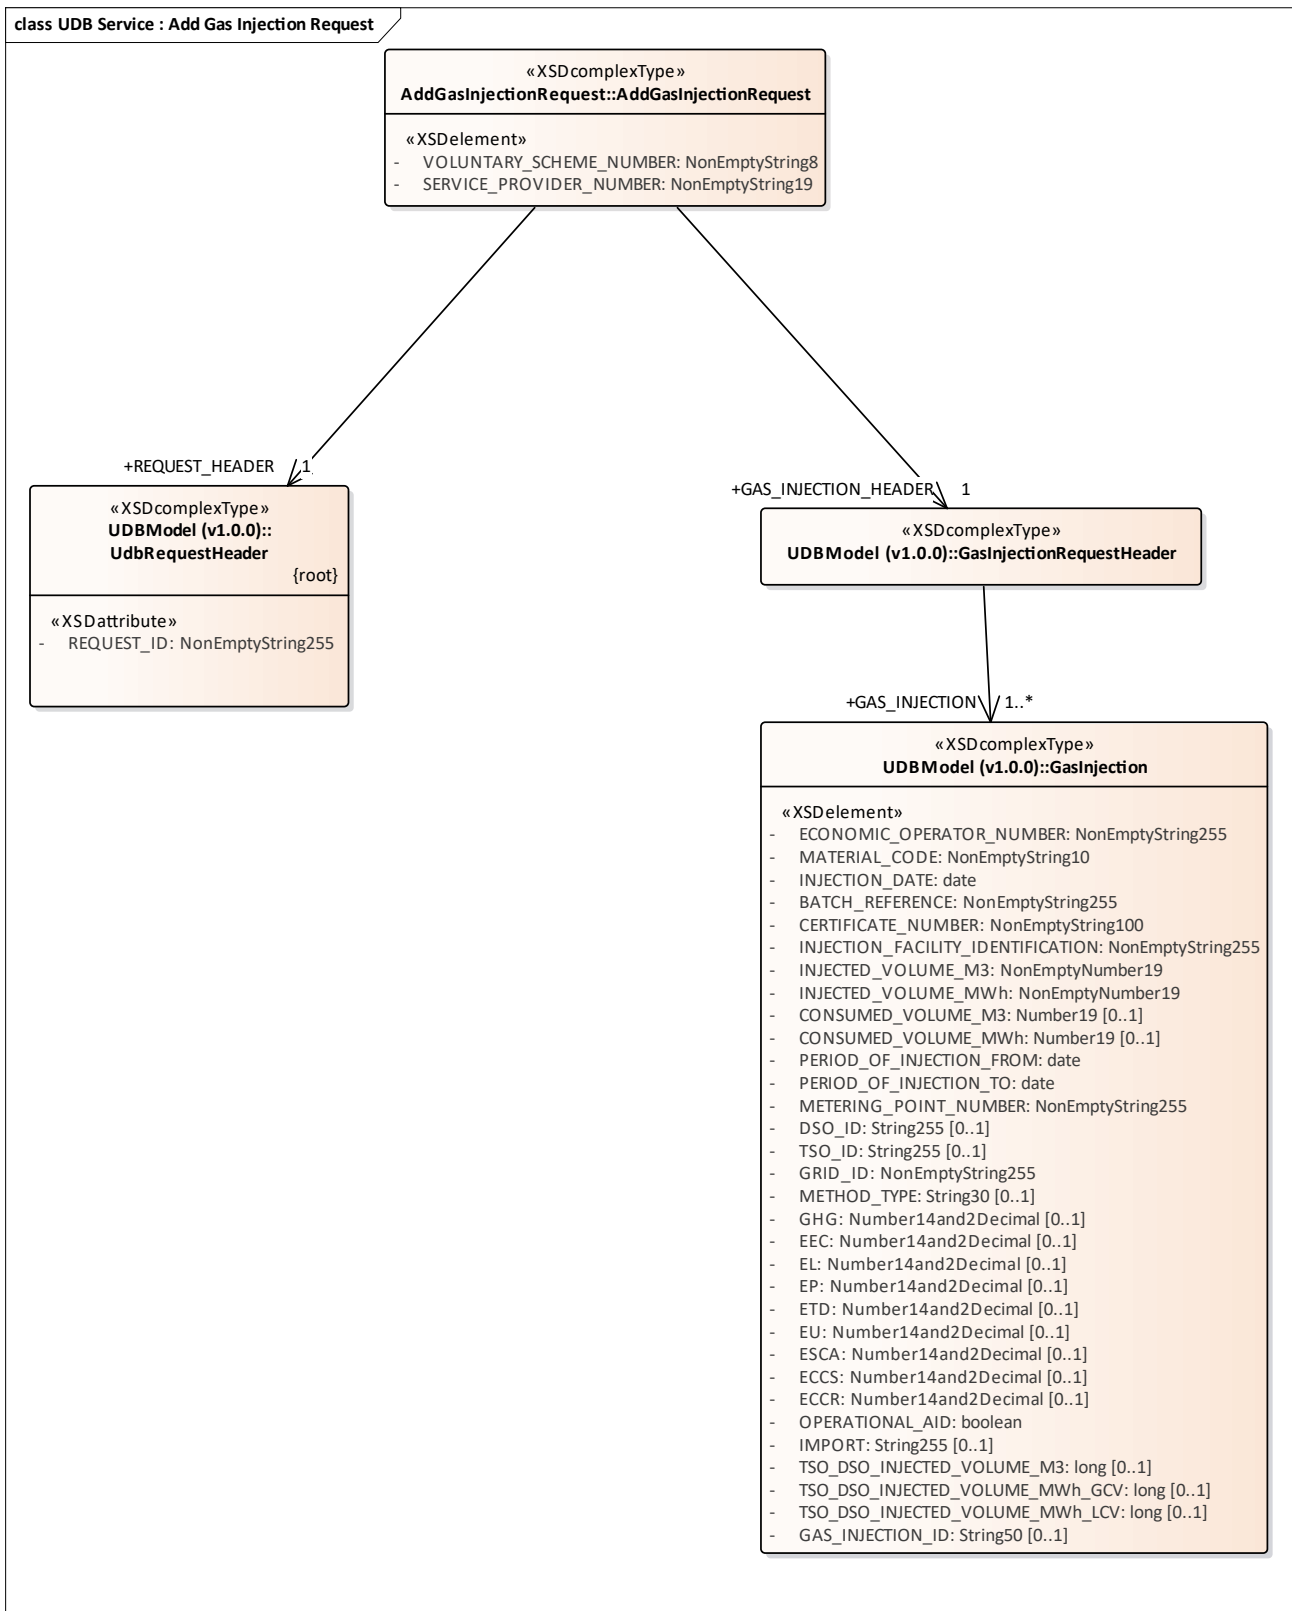 class UDB Service : Add Gas Injection Request
«XSDcomplexType»
AddGasInjectionRequest::AddGasInjectionRequest
«XSDelement»
- VOLUNTARY_SCHEME_NUMBER: NonEmptyString8
- SERVICE_PROVIDER_NUMBER: NonEmptyString19
+REQUEST_HEADER 1
«XSDcomplexType»
UDBModel (v1.0.0)::
UdbRequestHeader
{root}
«XSDattribute»
- REQUEST_ID: NonEmptyString255
+GAS_INJECTION_HEADER 1
«XSDcomplexType»
UDBModel (v1.0.0)::GasInjectionRequestHeader
+GAS_INJECTION 1..*
«XSDcomplexType»
UDBModel (v1.0.0)::GasInjection
«XSDelement»
- ECONOMIC_OPERATOR_NUMBER: NonEmptyString255
- MATERIAL_CODE: NonEmptyString10
- INJECTION_DATE: date
- BATCH_REFERENCE: NonEmptyString255
- CERTIFICATE_NUMBER: NonEmptyString100
- INJECTION_FACILITY_IDENTIFICATION: NonEmptyString255
- INJECTED_VOLUME_M3: NonEmptyNumber19
- INJECTED_VOLUME_MWh: NonEmptyNumber19
- CONSUMED_VOLUME_M3: Number19 [0..1]
- CONSUMED_VOLUME_MWh: Number19 [0..1]
- PERIOD_OF_INJECTION_FROM: date
- PERIOD_OF_INJECTION_TO: date
- METERING_POINT_NUMBER: NonEmptyString255
- DSO_ID: String255 [0..1]
- TSO_ID: String255 [0..1]
- GRID_ID: NonEmptyString255
- METHOD_TYPE: String30 [0..1]
- GHG: Number14and2Decimal [0..1]
- EEC: Number14and2Decimal [0..1]
- EL: Number14and2Decimal [0..1]
- EP: Number14and2Decimal [0..1]
- ETD: Number14and2Decimal [0..1]
- EU: Number14and2Decimal [0..1]
- ESCA: Number14and2Decimal [0..1]
- ECCS: Number14and2Decimal [0..1]
- ECCR: Number14and2Decimal [0..1]
- OPERATIONAL_AID: boolean
- IMPORT: String255 [0..1]
- TSO_DSO_INJECTED_VOLUME_M3: long [0..1]
- TSO_DSO_INJECTED_VOLUME_MWh_GCV: long [0..1]
- TSO_DSO_INJECTED_VOLUME_MWh_LCV: long [0..1]
- GAS_INJECTION_ID: String50 [0..1]